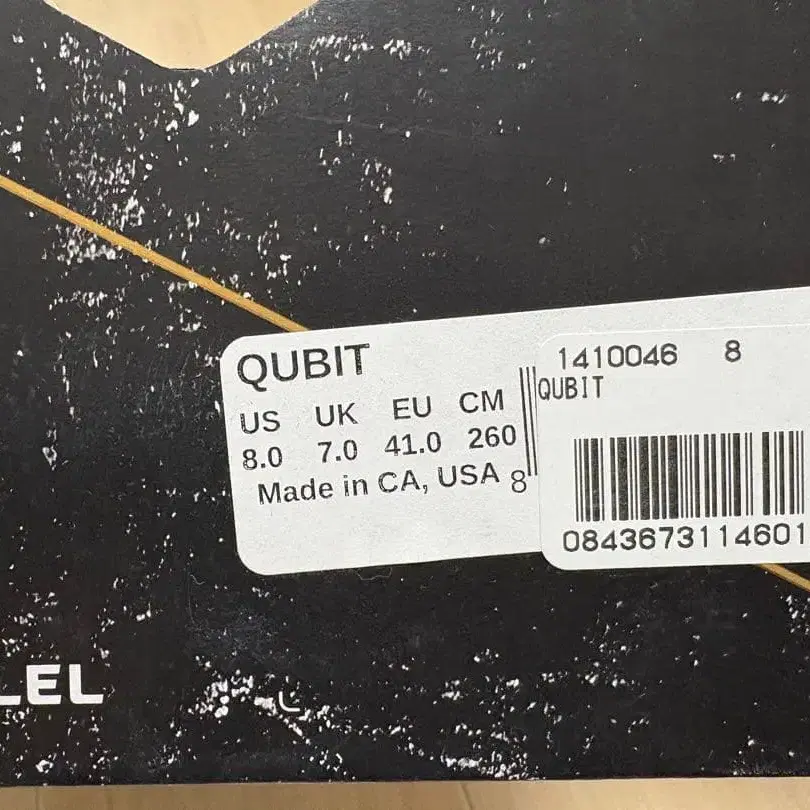 QUBIT
US UK EU CM
8.0 7.0 41.0 260
Made in CA, USA 8
1410046 8
QUBIT
0843673114601
LEL